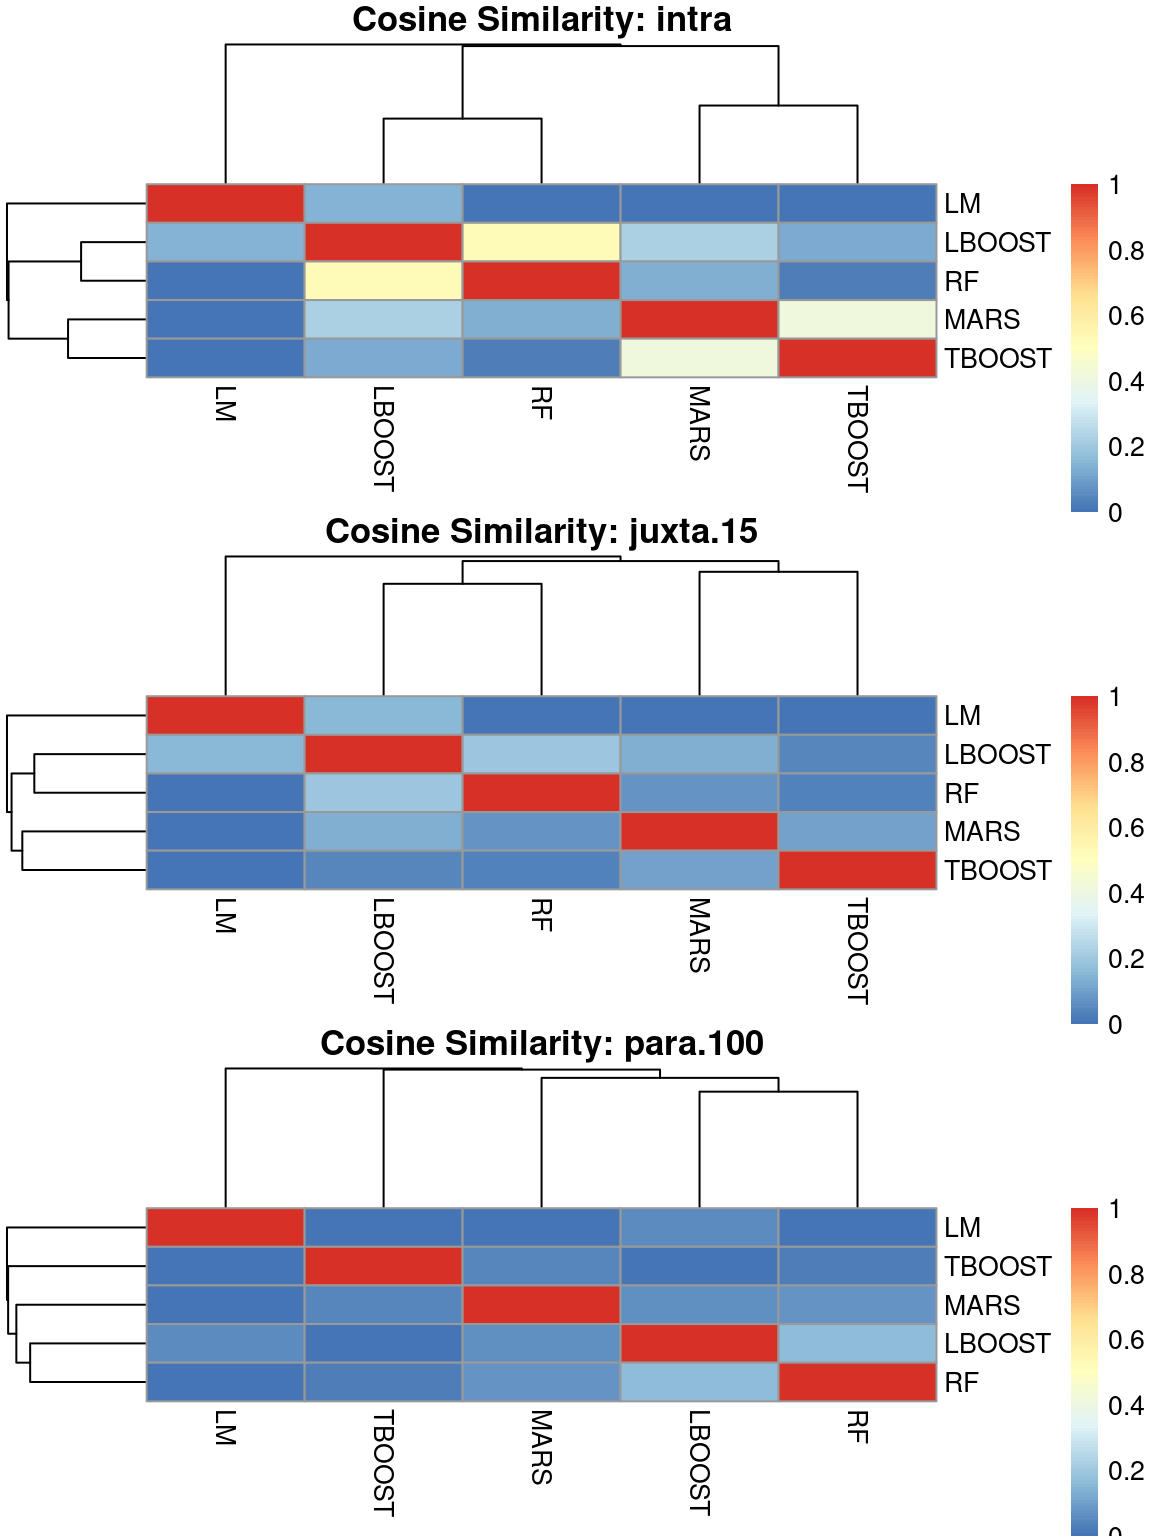 Cosine Similarity: intra
LM
LBOOST
RF
MARS
TBOOST
1
0.8
0.6
0.4
0.2
0
LM
LBOOST
RF
MARS
TBOOST
Cosine Similarity: juxta.15
LM
LBOOST
RF
MARS
TBOOST
1
0.8
0.6
0.4
0.2
0
LM
LBOOST
RF
MARS
TBOOST
Cosine Similarity: para.100
LM
TBOOST
MARS
LBOOST
RF
1
0.8
0.6
0.4
0.2
0
LM
TBOOST
MARS
LBOOST
RF